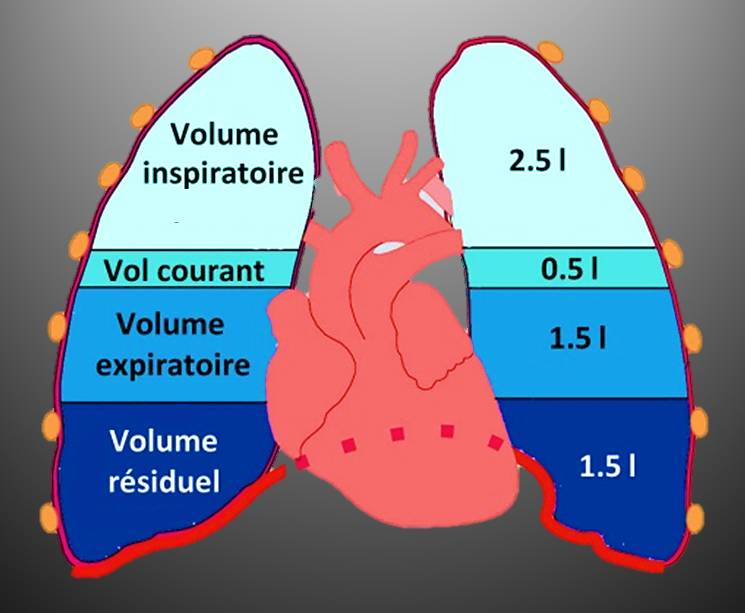 Volume
inspiratoire
2.5 l
Vol courant
0.5 l
Volume
expiratoire
1.5 l
Volume
résiduel
1.5 l